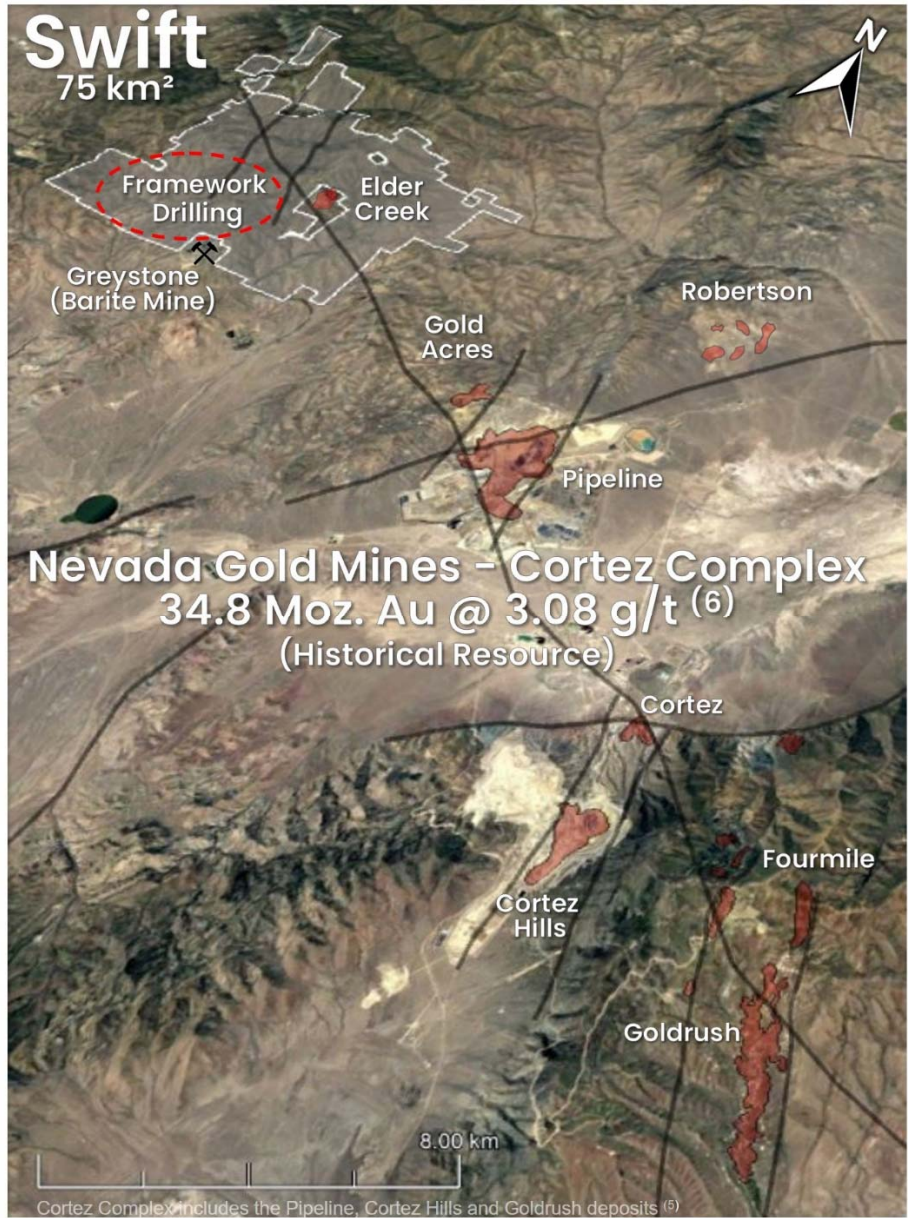 Swift
75 km²
N
Framework
Drilling
Elder
Creek
Greystone
(Barite Mine)
Robertson
Gold
Acres
Pipeline
Nevada Gold Mines - Cortez Complex
34.8 Moz. Au @ 3.08 g/t (6)
(Historical Resource)
Cortez
Fourmile
Cortez
Hills
Goldrush
8.00 km
Cortez Complex includes the Pipeline, Cortez Hills and Goldrush deposits (5)